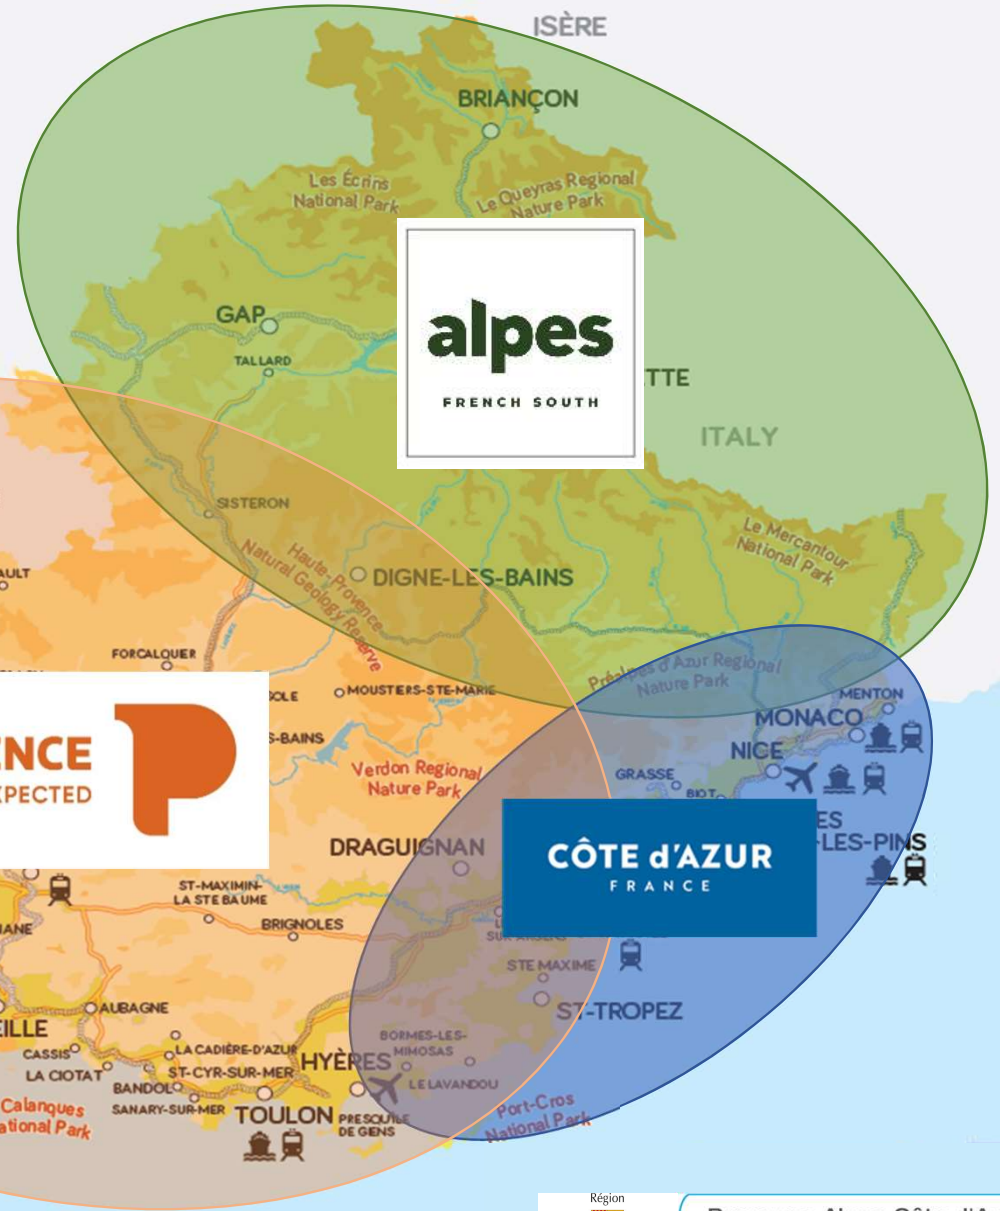 ISÈRE
BRIANÇON
Les Écrins
National Park
Le Queyras Regional
Nature Park
GAP
TALLARD
alpes
FRENCH SOUTH
TTE
ITALY
SISTERON
Le Mercantour
National Park
Haute-Provence
Natural Geology Reserve
DIGNE-LES-BAINS
AULT
FORCALQUIER
Préalpes d'Azur Regional
Nature Park
OLE
MOUSTIERS-STE-MARIE
MENTON
MONACO
S-BAINS
NICE
ENCE
XPECTED
Verdon Regional
Nature Park
GRASSE
BIOT
ES
-LES-PINS
DRAGUIGNAN
CÔTE d'AZUR
FRANCE
ST-MAXIMIN-
LA STE BAUME
BRIGNOLES
ANE
STE MAXIME
ST-TROPEZ
AUBAGNE
EILLE
CASSIS
LA CADIÈRE-D'AZUR
HYÈRES
BORMES-LES-
MIMOSAS
LA CIOTAT
ST-CYR-SUR-MER
BANDOL
LE LAVANDOU
SANARY-SUR-MER
TOULON
PRESQU'ILE
DE GIENS
Calanques
ational Park
Port-Cros
National Park
Région